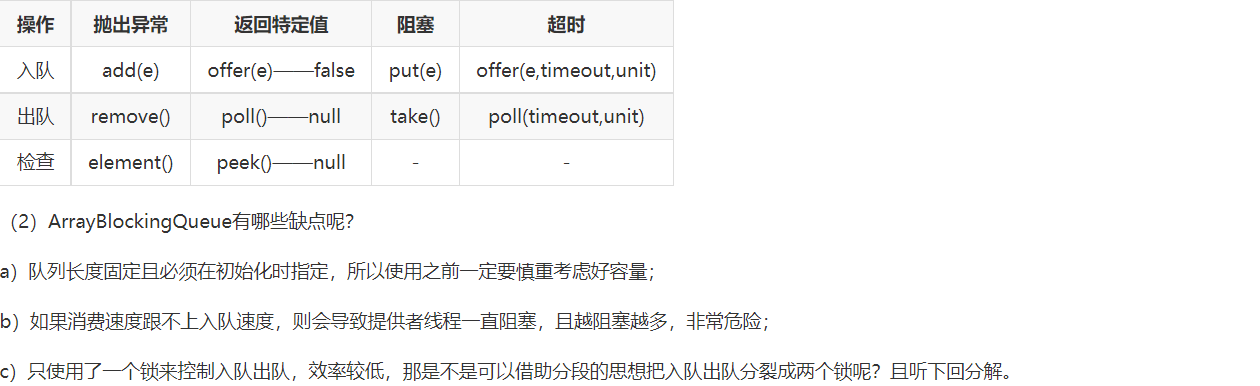 操作 抛出异常 返回特定值 阻塞 超时
入队 add(e) offer(e)——false put(e) offer(e,timeout,unit)
出队 remove() poll()——null take() poll(timeout,unit)
检查 element() peek()——null - -
（2）ArrayBlockingQueue有哪些缺点呢？
a）队列长度固定且必须在初始化时指定，所以使用之前一定要慎重考虑好容量；
b）如果消费速度跟不上入队速度，则会导致提供者线程一直阻塞，且越阻塞越多，非常危险；
c）只使用了一个锁来控制入队出队，效率较低，那是不是可以借助分段的思想把入队出队分裂成两个锁呢？且听下回分解。